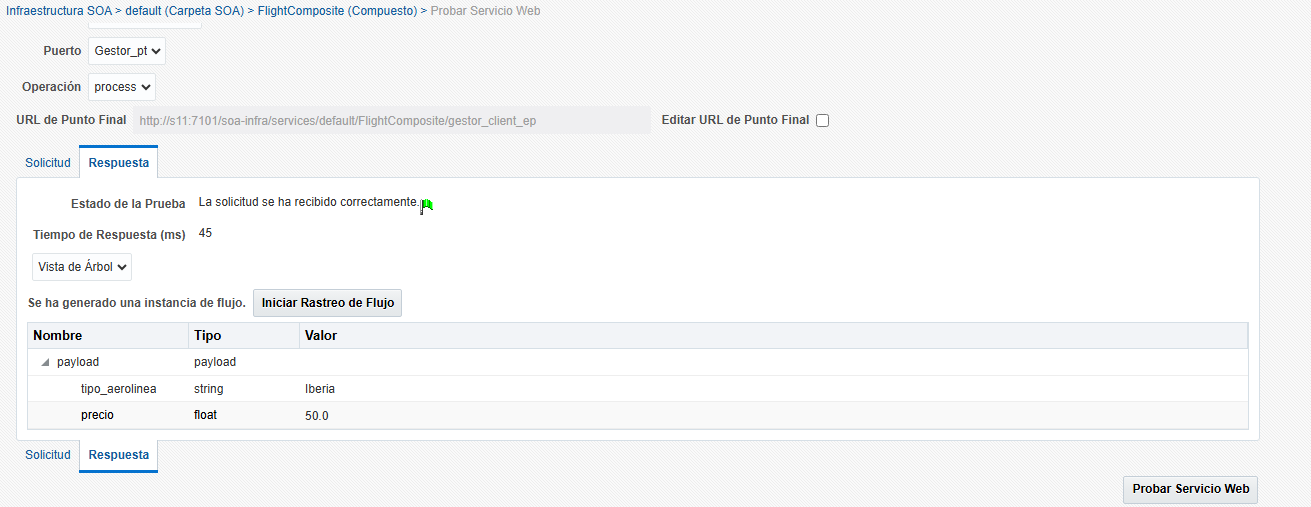 Infraestructura SOA > default (Carpeta SOA) > FlightComposite (Compuesto) > Probar Servicio Web
Puerto Gestor_pt
Operación process
URL de Punto Final http://s11:7101/soa-infra/services/default/FlightComposite/gestor_client_ep Editar URL de Punto Final
Solicitud Respuesta
Estado de la Prueba La solicitud se ha recibido correctamente.
Tiempo de Respuesta (ms) 45
Vista de Árbol
Se ha generado una instancia de flujo. Iniciar Rastreo de Flujo
Nombre Tipo Valor
payload payload
tipo_aerolinea string Iberia
precio float 50.0
Solicitud Respuesta
Probar Servicio Web